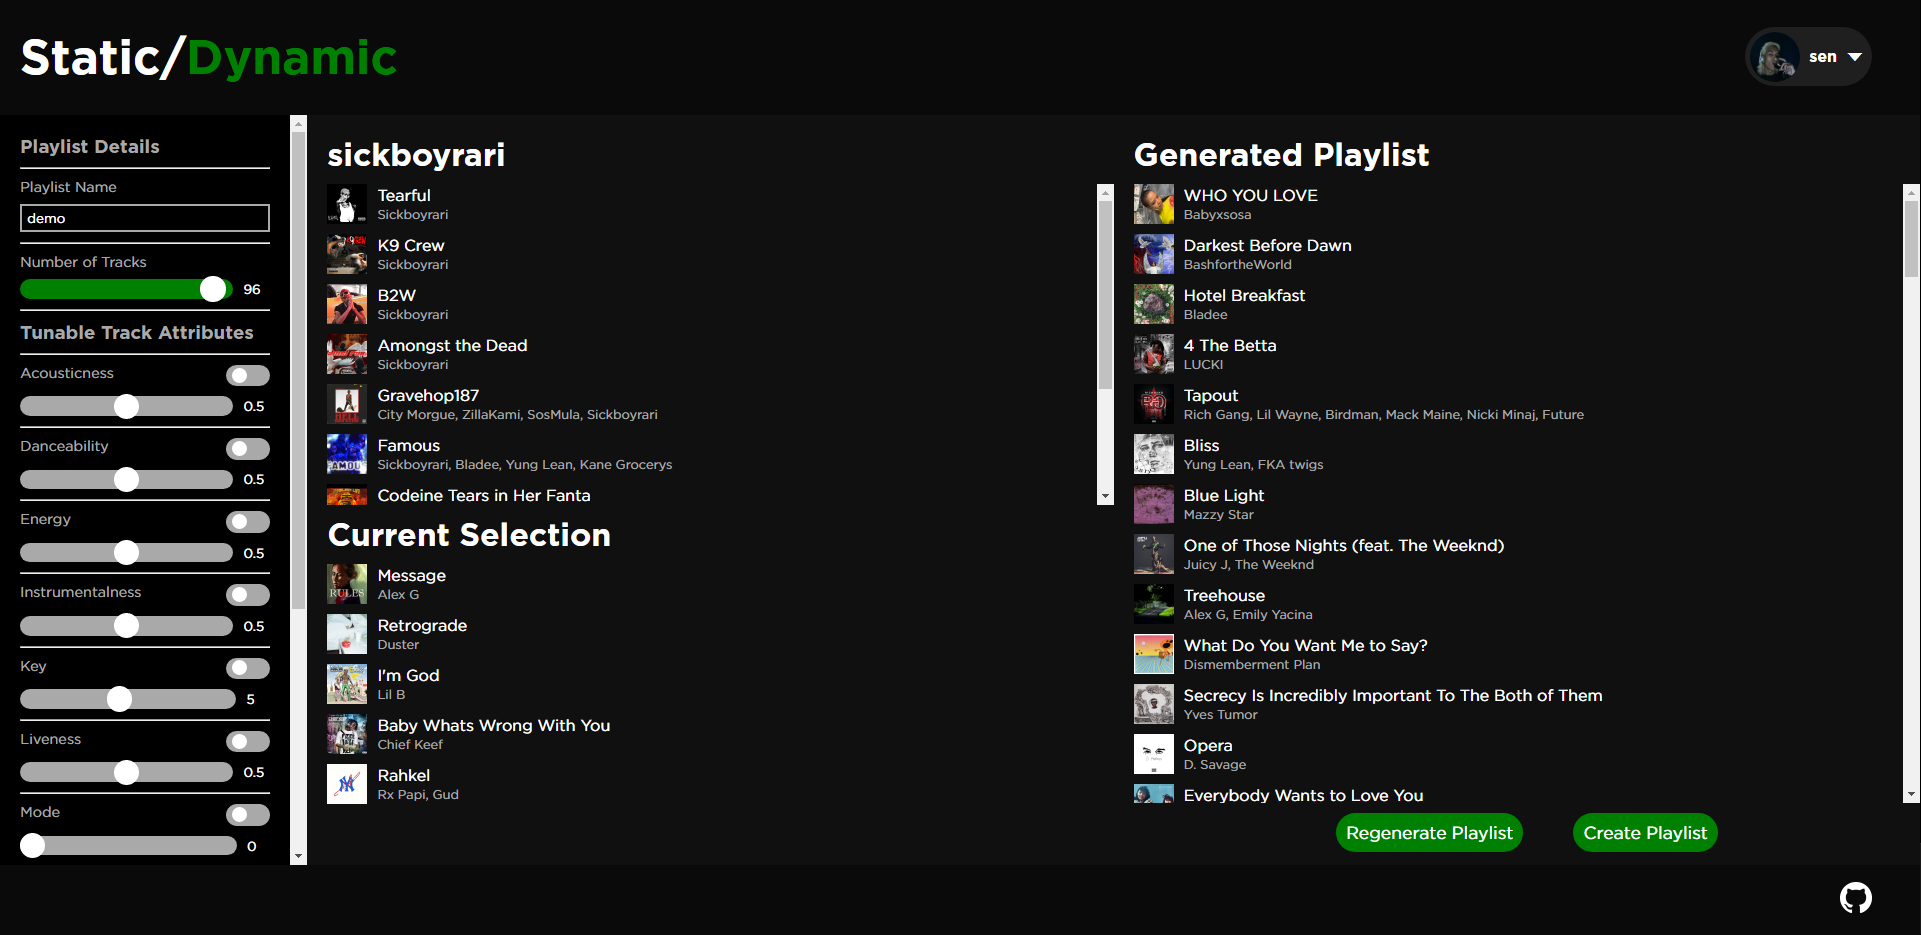 Static/Dynamic
sen
Playlist Details
Playlist Name
demo
Number of Tracks
96
Tunable Track Attributes
Acousticness
0.5
Danceability
0.5
Energy
0.5
Instrumentalness
0.5
Key
5
Liveness
0.5
Mode
0
sickboyrari
Tearful
Sickboyrari
K9 Crew
Sickboyrari
B2W
Sickboyrari
Amongst the Dead
Sickboyrari
Gravehop187
City Morgue, ZillaKami, SosMula, Sickboyrari
Famous
Sickboyrari, Bladee, Yung Lean, Kane Grocerys
Codeine Tears in Her Fanta
Current Selection
RULES
Message
Alex G
Retrograde
Duster
I'm God
Lil B
Baby Whats Wrong With You
Chief Keef
Rahkel
Rx Papi, Gud
Generated Playlist
WHO YOU LOVE
Babyxsosa
Darkest Before Dawn
BashfortheWorld
Hotel Breakfast
Bladee
4 The Betta
LUCKI
Tapout
Rich Gang, Lil Wayne, Birdman, Mack Maine, Nicki Minaj, Future
Bliss
Yung Lean, FKA twigs
Blue Light
Mazzy Star
One of Those Nights (feat. The Weeknd)
Juicy J, The Weeknd
Treehouse
Alex G, Emily Yacina
What Do You Want Me to Say?
Dismemberment Plan
Secrecy Is Incredibly Important To The Both of Them
Yves Tumor
Opera
D. Savage
Everybody Wants to Love You
Regenerate Playlist
Create Playlist